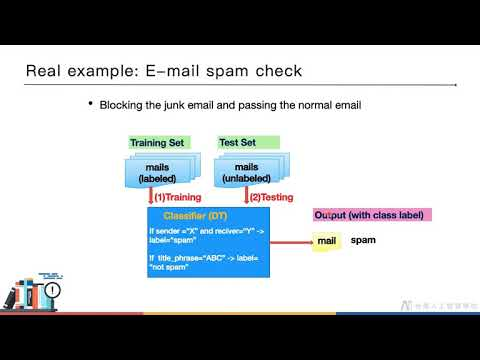 Real example: E-mail spam check
• Blocking the junk email and passing the normal email
Training Set
Test Set
mails
(labeled)
mails
(unlabeled)
(1)Training
(2)Testing
Classifier (DT)
If sender ="X" and reciver="Y" ->
label="spam"
If title_phrase="ABC" -> label=
"not spam"
Output (with class label)
mail
spam